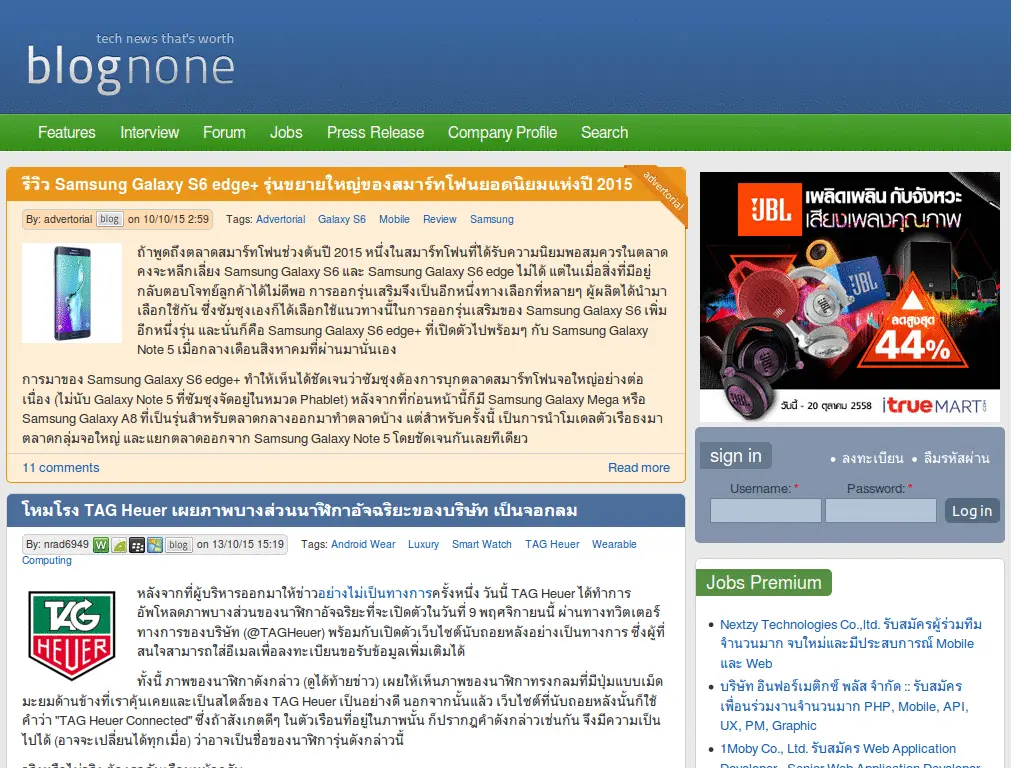 tech news that's worth
blognone
Features Interview Forum Jobs Press Release Company Profile Search
รีวิว Samsung Galaxy S6 edge+ รุ่นขยายใหญ่ของสมาร์ทโฟนยอดนิยมแห่งปี 2015
advertorial
By: advertorial blog on 10/10/15 2:59 Tags: Advertorial Galaxy S6 Mobile Review Samsung
ถ้าพูดถึงตลาดสมาร์ทโฟนช่วงต้นปี 2015 หนึ่งในสมาร์ทโฟนที่ได้รับความนิยมพอสมควรในตลาด
คงจะหลีกเลี่ยง Samsung Galaxy S6 และ Samsung Galaxy S6 edge ไม่ได้ แต่ในเมื่อสิ่งที่มีอยู่
กลับตอบโจทย์ลูกค้าได้ไม่ดีพอ การออกรุ่นเสริมจึงเป็นอีกหนึ่งทางเลือกที่หลายๆ ผู้ผลิตได้นำมา
เลือกใช้กัน ซึ่งซัมซุงเองก็ได้เลือกใช้แนวทางนี้ในการออกรุ่นเสริมของ Samsung Galaxy S6 เพิ่ม
อีกหนึ่งรุ่น และนั่นก็คือ Samsung Galaxy S6 edge+ ที่เปิดตัวไปพร้อมๆ กับ Samsung Galaxy
Note 5 เมื่อกลางเดือนสิงหาคมที่ผ่านมานั่นเอง
การมาของ Samsung Galaxy S6 edge+ ทำให้เห็นได้ชัดเจนว่าซัมซุงต้องการบุกตลาดสมาร์ทโฟนจอใหญ่อย่างต่อ
เนื่อง (ไม่นับ Galaxy Note 5 ที่ซัมซุงจัดอยู่ในหมวด Phablet) หลังจากที่ก่อนหน้านี้ก็มี Samsung Galaxy Mega หรือ
Samsung Galaxy A8 ที่เป็นรุ่นสำหรับตลาดกลางออกมาทำตลาดบ้าง แต่สำหรับครั้งนี้ เป็นการนำโมเดลตัวเรือธงมา
ตลาดกลุ่มจอใหญ่ และแยกตลาดออกจาก Samsung Galaxy Note 5 โดยชัดเจนกันเลยทีเดียว
11 comments Read more
โหมโรง TAG Heuer เผยภาพบางส่วนนาฬิกาอัจฉริยะของบริษัท เป็นจอกลม
By: nrad6949 blog on 13/10/15 15:19 Tags: Android Wear Luxury Smart Watch TAG Heuer Wearable
Computing
TAG
HEUER
หลังจากที่ผู้บริหารออกมาให้ข่าวอย่างไม่เป็นทางการครั้งหนึ่ง วันนี้ TAG Heuer ได้ทำการ
อัพโหลดภาพบางส่วนของนาฬิกาอัจฉริยะที่จะเปิดตัวในวันที่ 9 พฤศจิกายนนี้ ผ่านทางทวิตเตอร์
ทางการของบริษัท (@TAGHeuer) พร้อมกับเปิดตัวเว็บไซต์นับถอยหลังอย่างเป็นทางการ ซึ่งผู้ที่
สนใจสามารถใส่อีเมลเพื่อลงทะเบียนขอรับข้อมูลเพิ่มเติมได้
ทั้งนี้ ภาพของนาฬิกาดังกล่าว (ดูได้ท้ายข่าว) เผยให้เห็นภาพของนาฬิกาทรงกลมที่มีปุ่มแบบเม็ด
มะยมด้านข้างที่เราคุ้นเคยและเป็นสไตล์ของ TAG Heuer เป็นอย่างดี นอกจากนั้นแล้ว เว็บไซต์ที่นับถอยหลังนั้นก็ใช้
คำว่า "TAG Heuer Connected" ซึ่งถ้าสังเกตดีๆ ในตัวเรือนที่อยู่ในภาพนั้น ก็ปรากฎคำดังกล่าวเช่นกัน จึงมีความเป็น
ไปได้ (อาจจะเปลี่ยนได้ทุกเมื่อ) ว่าอาจเป็นชื่อของนาฬิการุ่นดังกล่าวนี้
JBL เพลิดเพลิน กับจังหวะ
เสียงเพลงคุณภาพ
JBL
ลดสูงสุด
44%
วันนี้ - 20 ตุลาคม 2558 itrueMART
sign in • ลงทะเบียน • ลืมรหัสผ่าน
Username: * Password: *
Log in
Jobs Premium
• Nextzy Technologies Co.,ltd. รับสมัครผู้ร่วมทีม
จำนวนมาก จบใหม่และมีประสบการณ์ Mobile
และ Web
• บริษัท อินฟอร์เมติกซ์ พลัส จำกัด :: รับสมัคร
เพื่อนร่วมงานจำนวนมาก PHP, Mobile, API,
UX, PM, Graphic
• 1Moby Co., Ltd. รับสมัคร Web Application
Developer , Senior Web Application Developer